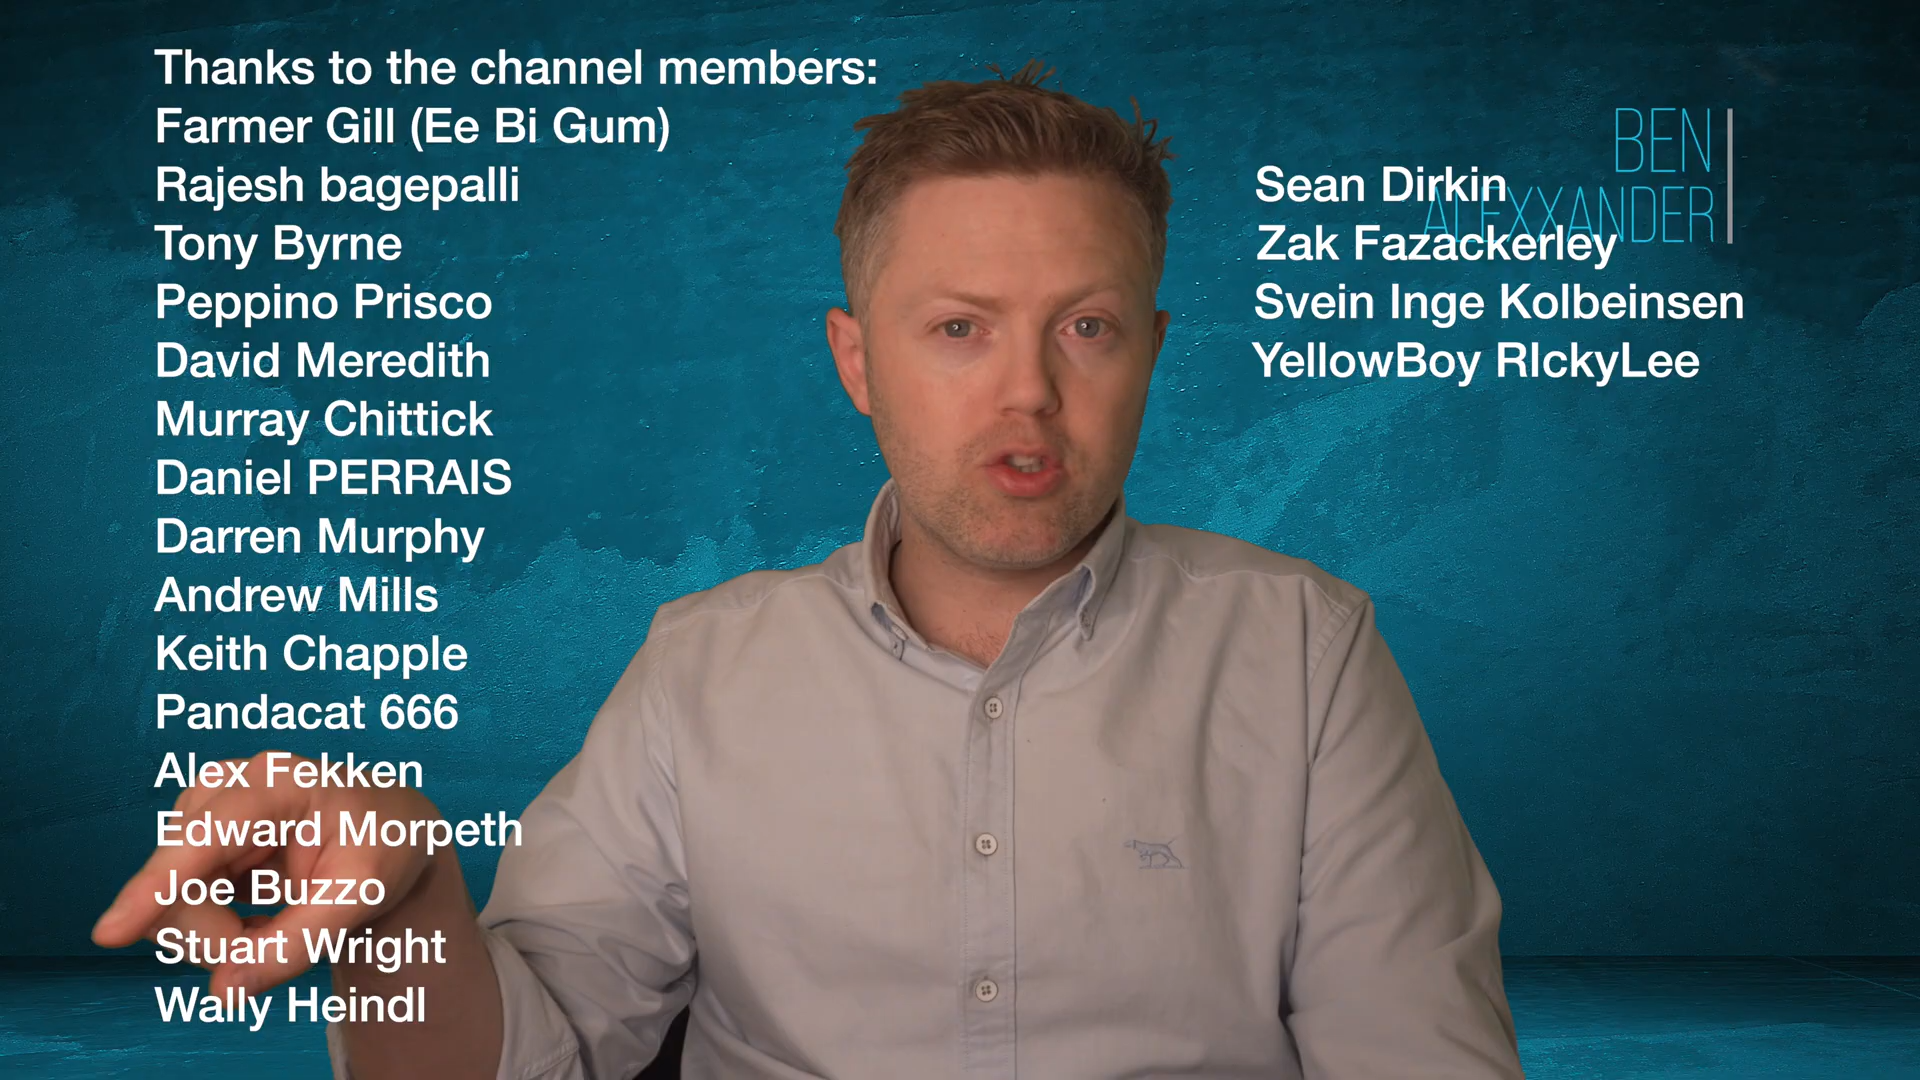 Thanks to the channel members:
Farmer Gill (Ee Bi Gum)
Rajesh bagepalli
Tony Byrne
Peppino Prisco
David Meredith
Murray Chittick
Daniel PERRAIS
Darren Murphy
Andrew Mills
Keith Chapple
Pandacat 666
Alex Fekken
Edward Morpeth
Joe Buzzo
Stuart Wright
Wally Heindl
BEN
ALEXXANDER
Sean Dirkin
Zak Fazackerley
Svein Inge Kolbeinsen
YellowBoy RIckyLee